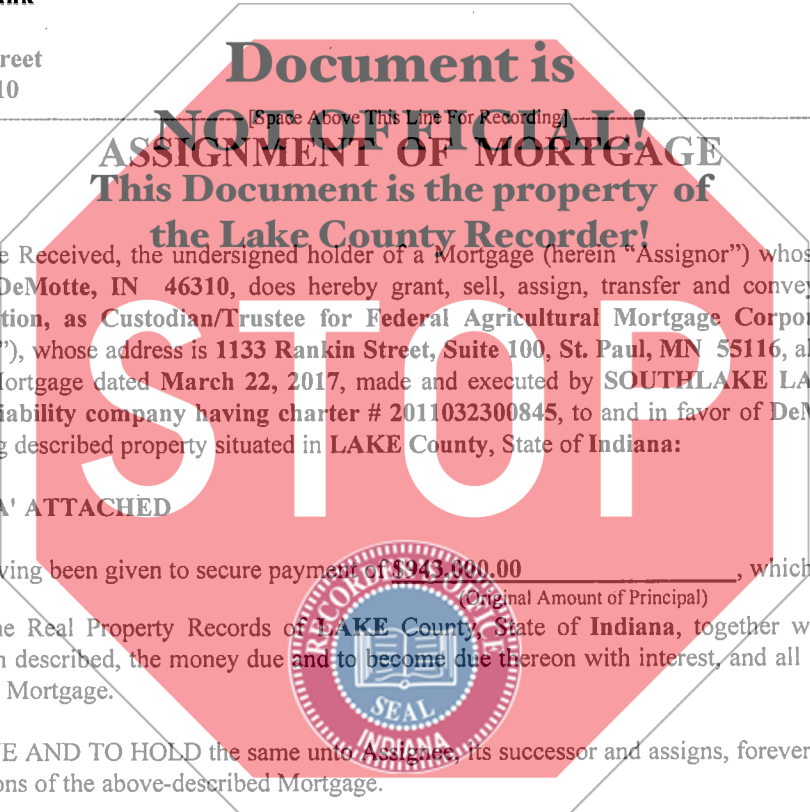 Document is
reet
10
[Space Above This Line For Recording]
NOT OFFICIAL!
ASSIGNMENT OF MORTGAGE
This Document is the property of
the Lake County Recorder!
e Received, the undersigned holder of a Mortgage (herein “Assignor”) whos
DeMotte, IN 46310, does hereby grant, sell, assign, transfer and convey
tion, as Custodian/Trustee for Federal Agricultural Mortgage Corpor
”), whose address is 1133 Rankin Street, Suite 100, St. Paul, MN 55116, al
Mortgage dated March 22, 2017, made and executed by SOUTHLAKE LA
iability company having charter # 2011032300845, to and in favor of DeM
g described property situated in LAKE County, State of Indiana:
STOP
A' ATTACHED
ving been given to secure payment of $943,000.00, which
(Original Amount of Principal)
he Real Property Records of LAKE County, State of Indiana, together w
n described, the money due and to become due thereon with interest, and all
Mortgage.
RECORDER'S OFFICE
SEAL
INDIANA
E AND TO HOLD the same unto Assignee, its successor and assigns, forever
ons of the above-described Mortgage.